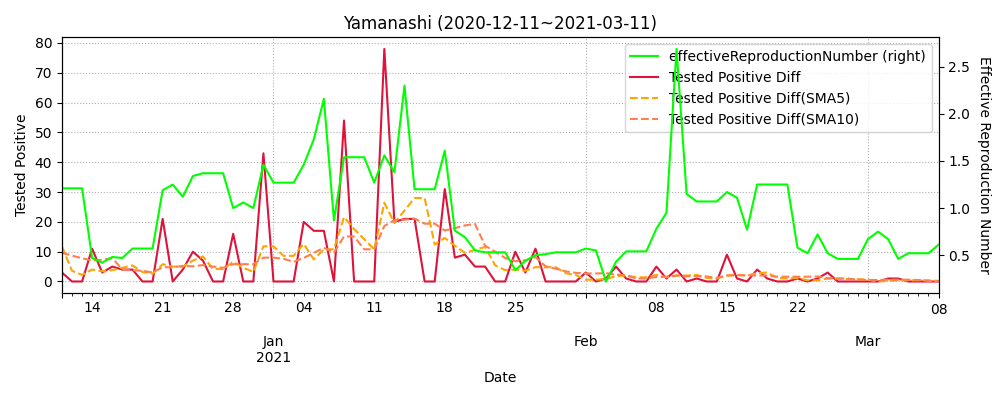 Yamanashi (2020-12-11~2021-03-11)
effectiveReproductionNumber (right)
Tested Positive Diff
Tested Positive Diff(SMA5)
Tested Positive Diff(SMA10)
Tested Positive
80
70
60
50
40
30
20
10
0
2.5
2.0
1.5
1.0
0.5
Effective Reproduction Number
14 21 28 04 11 18 25 08 15 22 08
Jan Feb Mar
2021
Date